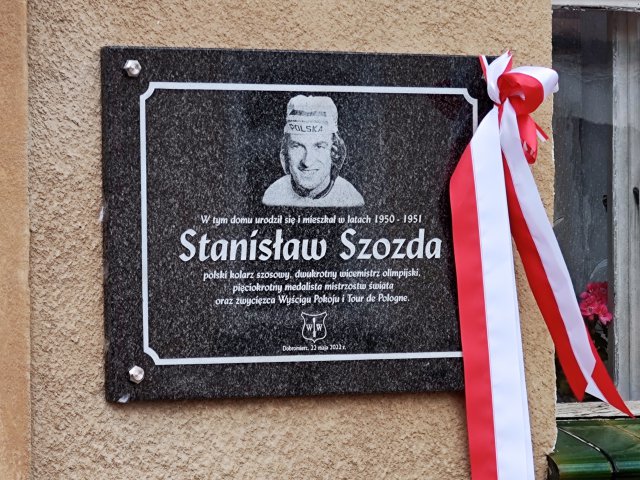 POLSKA
W tym domu urodził się i mieszkał w latach 1950 - 1951
Stanisław Szozda
polski kolarz szosowy, dwukrotny wicemistrz olimpijski,
pięciokrotny medalista mistrzostw świata
oraz zwycięzca Wyścigu Pokoju i Tour de Pologne.
W W
Dobromierz, 22 maja 2022 r.